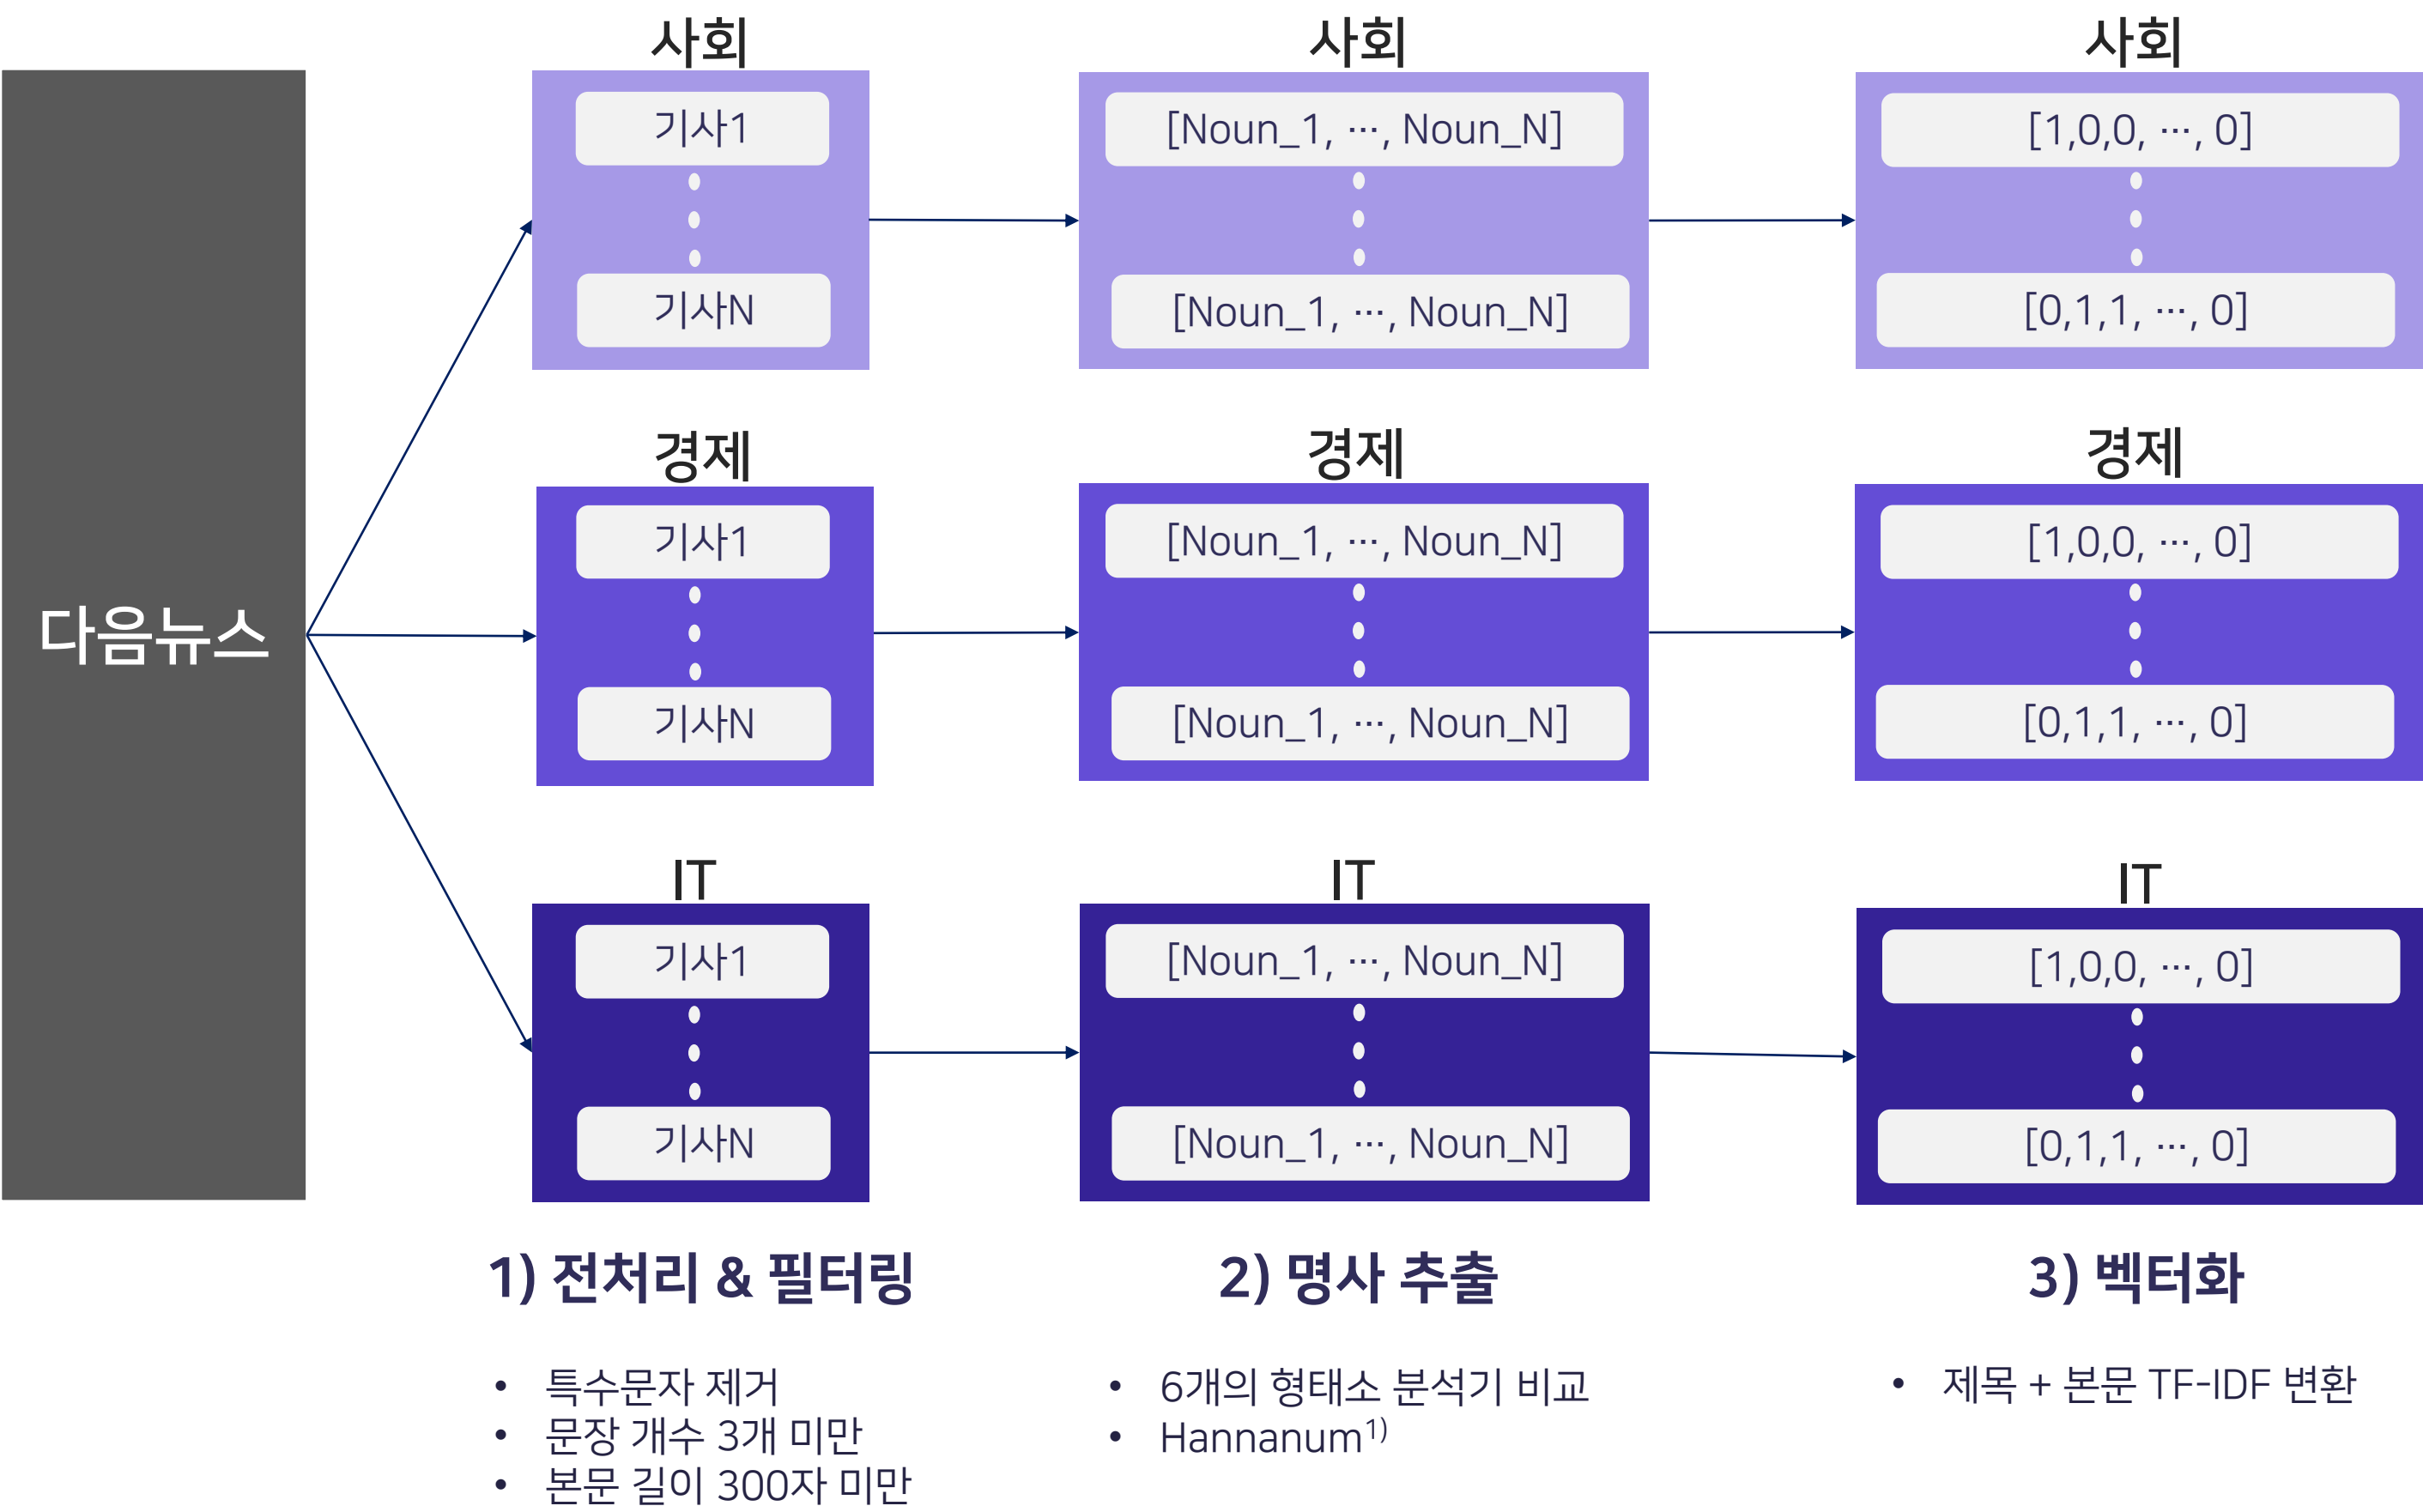 다음뉴스
사회
기사1
기사N
사회
[Noun_1, ⋯, Noun_N]
[Noun_1, ⋯, Noun_N]
사회
[1,0,0, ⋯, 0]
[0,1,1, ⋯, 0]
경제
기사1
기사N
경제
[Noun_1, ⋯, Noun_N]
[Noun_1, ⋯, Noun_N]
경제
[1,0,0, ⋯, 0]
[0,1,1, ⋯, 0]
IT
기사1
기사N
IT
[Noun_1, ⋯, Noun_N]
[Noun_1, ⋯, Noun_N]
IT
[1,0,0, ⋯, 0]
[0,1,1, ⋯, 0]
1) 전처리 & 필터링
• 특수문자 제거
• 문장 개수 3개 미만
• 본문 길이 300자 미만
2) 명사 추출
• 6개의 형태소 분석기 비교
• Hannanum1)
3) 벡터화
• 제목 + 본문 TF-IDF 변환